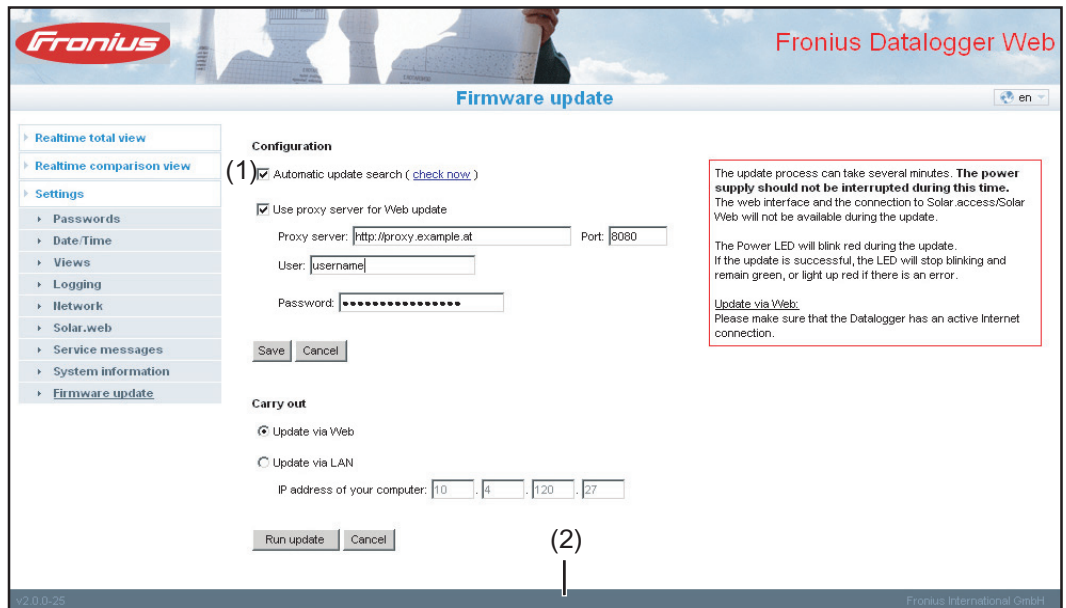 Fronius
Fronius Datalogger Web
Firmware update
en
Realtime total view
Realtime comparison view
Settings
Passwords
Date/Time
Views
Logging
Network
Solar.web
Service messages
System information
Firmware update
Configuration
(1)
Automatic update search ( check now )
Use proxy server for Web update
Proxy server: http://proxy.example.at Port: 8080
User: username
Password: ••••••••••••••••
Save Cancel
Carry out
Update via Web
Update via LAN
IP address of your computer: 10 . 4 . 120 . 27
Run update Cancel
(2)
The update process can take several minutes. The power
supply should not be interrupted during this time.
The web interface and the connection to Solar.access/Solar
Web will not be available during the update.
The Power LED will blink red during the update.
If the update is successful, the LED will stop blinking and
remain green, or light up red if there is an error.
Update via Web:
Please make sure that the Datalogger has an active Internet
connection.
v2.0.0-25
Fronius International GmbH